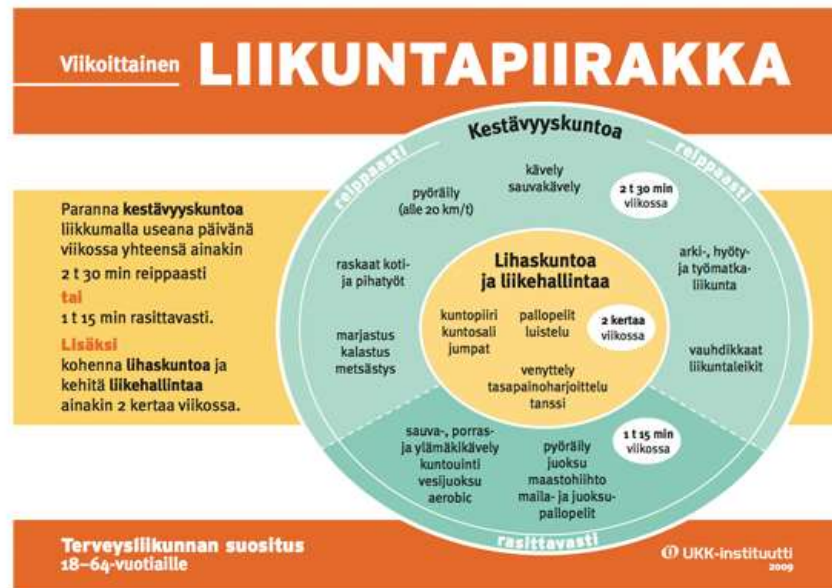 Viikoittainen LIIKUNTAPIIRAKKA
Paranna kestävyyskuntoa
liikkumalla useana päivänä
viikossa yhteensä ainakin
2 t 30 min reippaasti
tai
1 t 15 min rasittavasti.
Lisäksi
kohenna lihaskuntoa ja
kehitä liikehallintaa
ainakin 2 kertaa viikossa.
Kestävyyskuntoa
reippaasti
reippaasti
kävely
sauvakävely
2 t 30 min
viikossa
pyöräily
(alle 20 km/t)
raskaat koti-
ja pihatyöt
marjastus
kalastus
metsästys
arki-, hyöty-
ja työmatka-
liikunta
vauhdikkaat
liikuntaleikit
Lihaskuntoa
ja liikehallintaa
kuntopiiri
kuntosali
jumpat
pallopelit
luistelu
2 kertaa
viikossa
venyttely
tasapainoharjoittelu
tanssi
sauva-, porras-
ja ylämäkikävely
kuntouinti
vesijuoksu
aerobic
pyöräily
juoksu
maastohiihto
maila- ja juoksu-
pallopelit
1 t 15 min
viikossa
rasittavasti
Terveysliikunnan suositus
18–64-vuotiaille
UKK-instituutti
2009